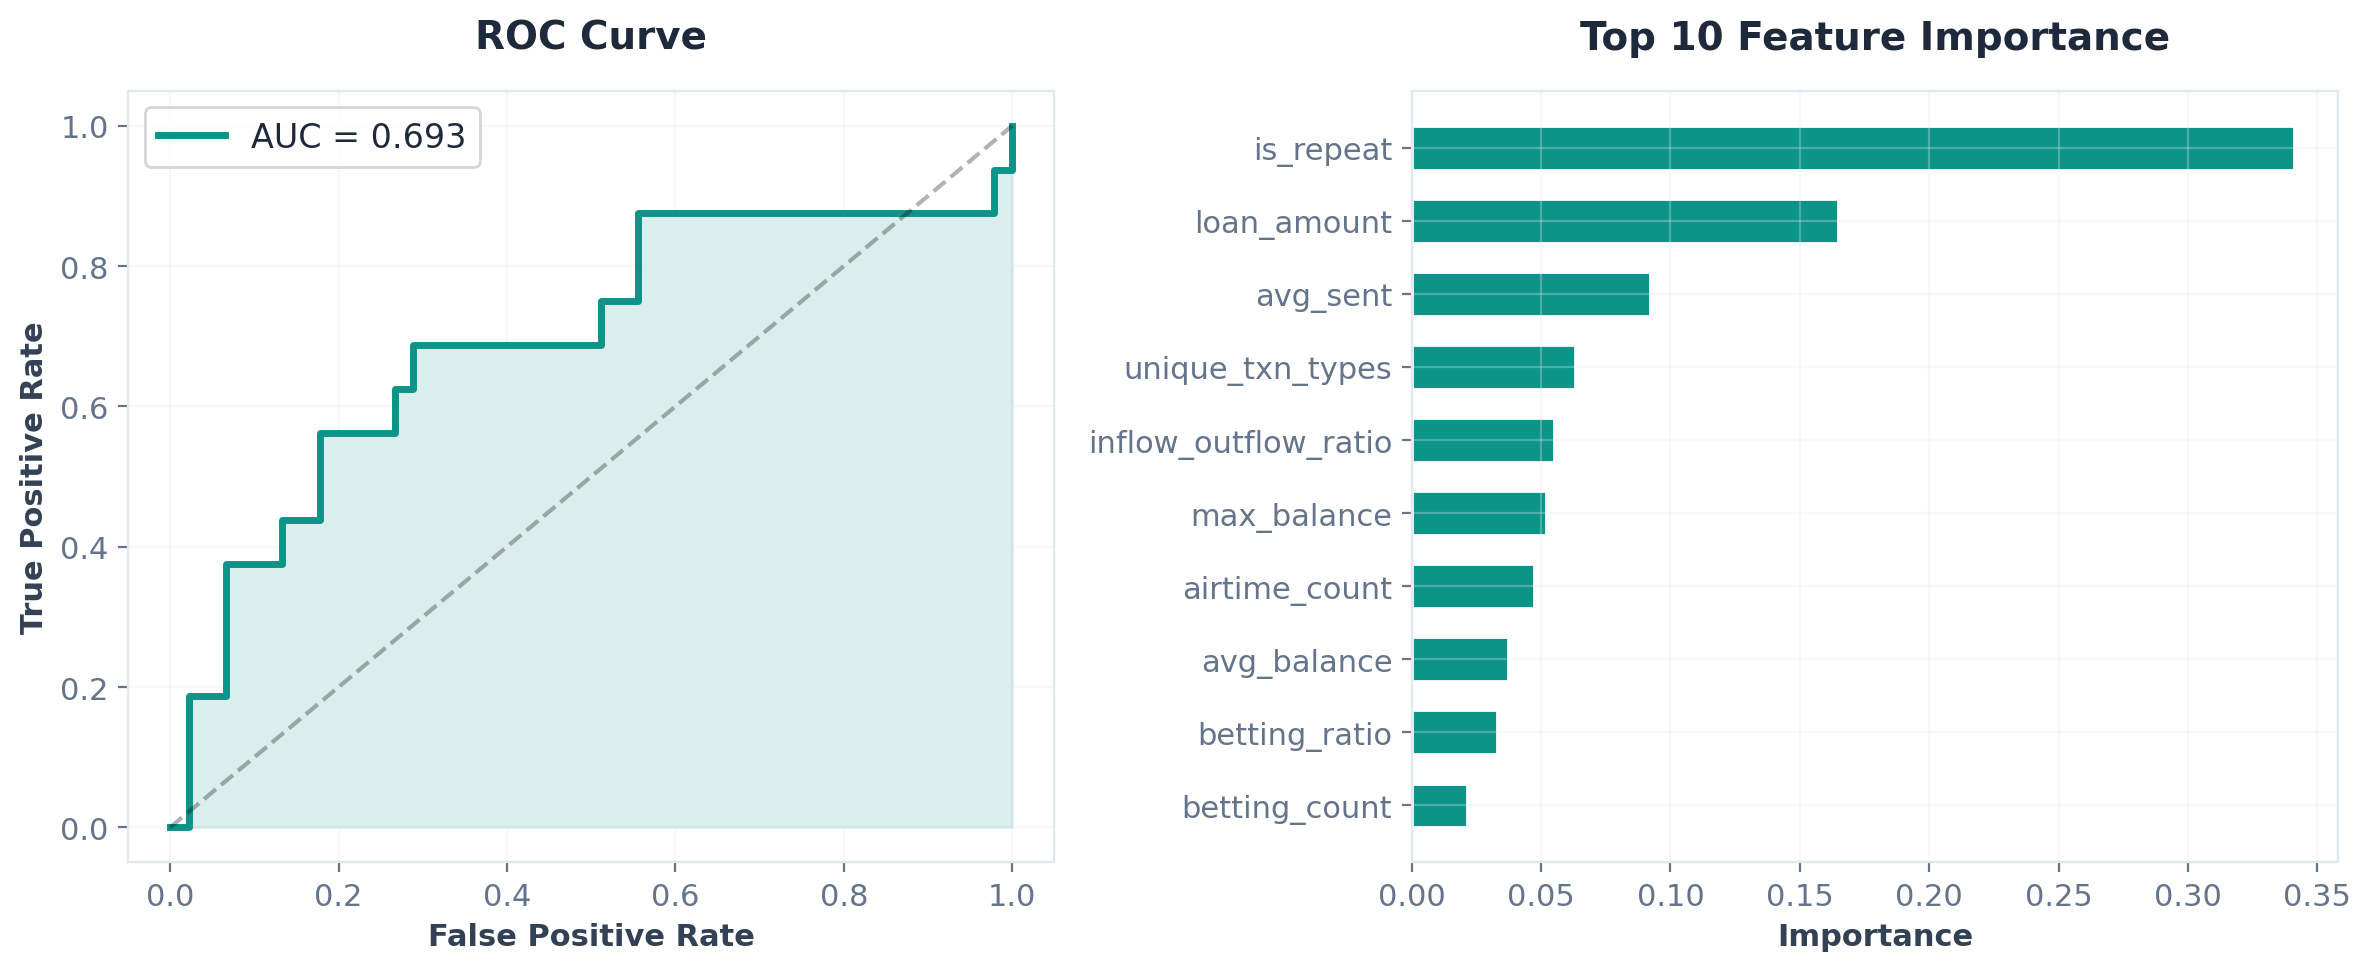 ROC Curve
AUC = 0.693
1.0
0.8
0.6
0.4
0.2
0.0
True Positive Rate
0.0 0.2 0.4 0.6 0.8 1.0
False Positive Rate
Top 10 Feature Importance
is_repeat
loan_amount
avg_sent
unique_txn_types
inflow_outflow_ratio
max_balance
airtime_count
avg_balance
betting_ratio
betting_count
0.00 0.05 0.10 0.15 0.20 0.25 0.30 0.35
Importance